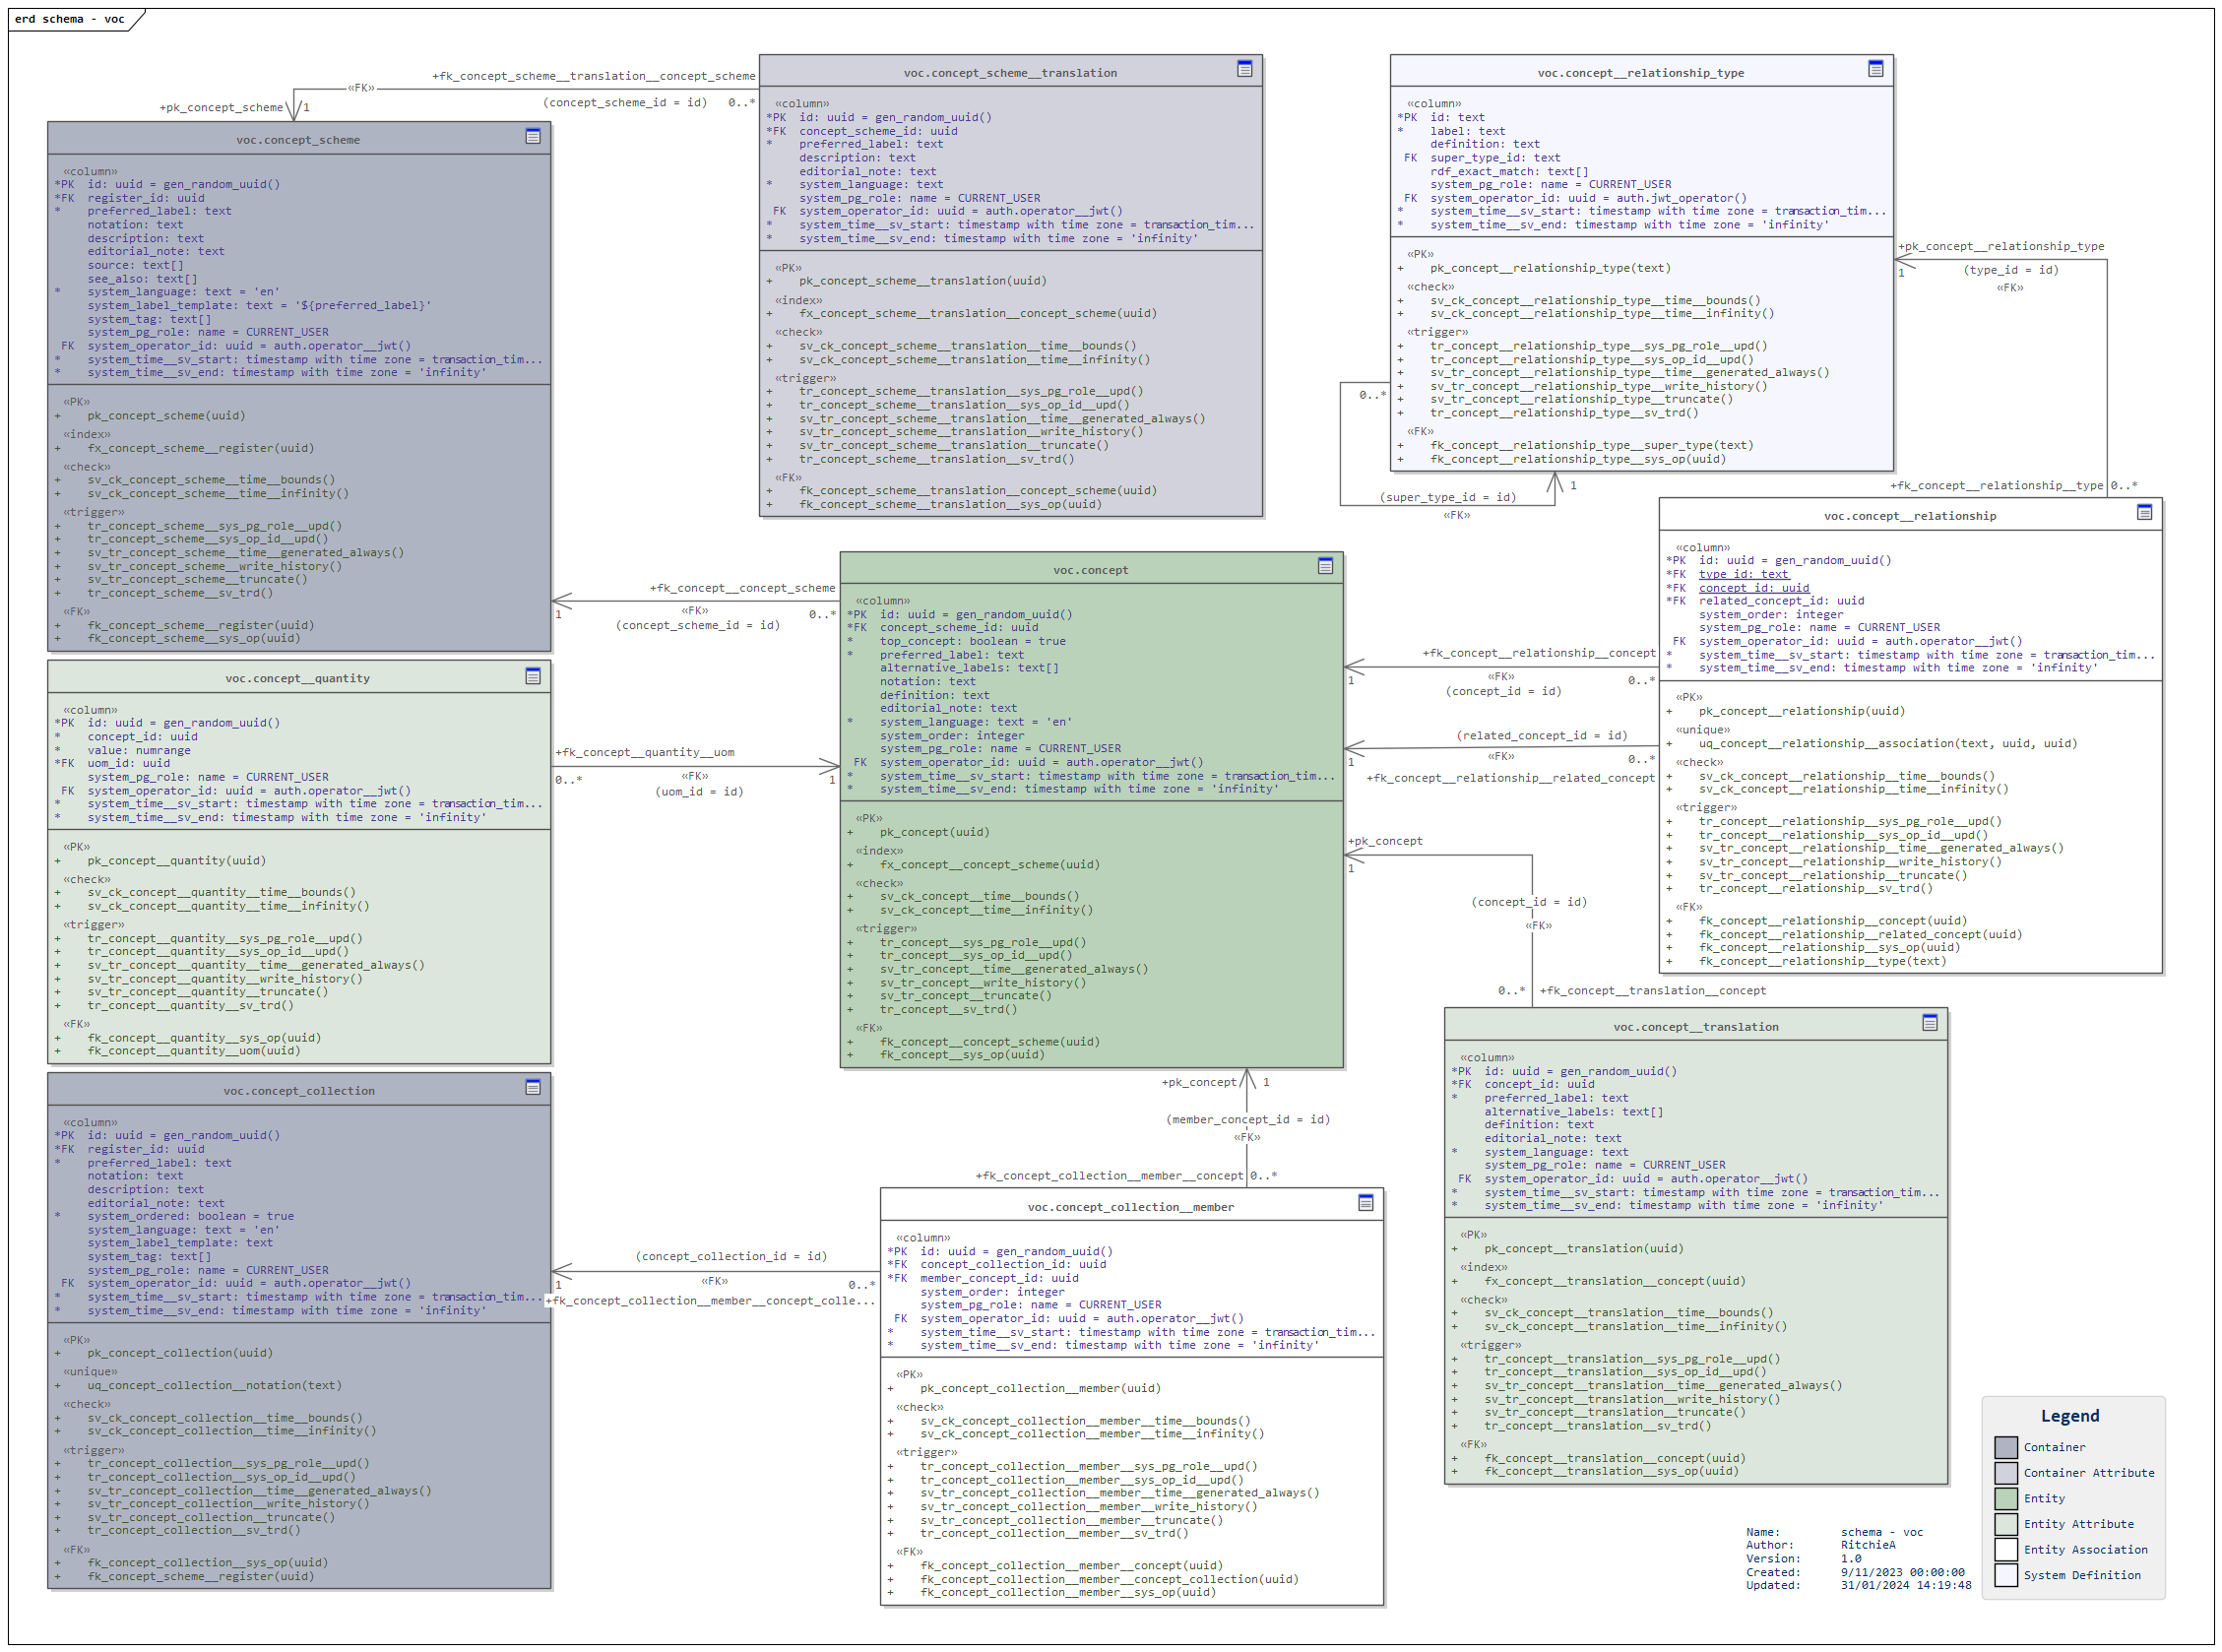 erd schema - voc
+fk_concept_scheme__translation__concept_scheme
«FK»
(concept_scheme_id = id) 0..*
+pk_concept_scheme 1
voc.concept_scheme
«column»
*PK id: uuid = gen_random_uuid()
*FK register_id: uuid
* preferred_label: text
notation: text
description: text
editorial_note: text
source: text[]
see_also: text[]
* system_language: text = 'en'
system_label_template: text = '${preferred_label}'
system_tag: text[]
system_pg_role: name = CURRENT_USER
FK system_operator_id: uuid = auth.operator__jwt()
* system_time__sv_start: timestamp with time zone = transaction_tim...
* system_time__sv_end: timestamp with time zone = 'infinity'
«PK»
+ pk_concept_scheme(uuid)
«index»
+ fx_concept_scheme__register(uuid)
«check»
+ sv_ck_concept_scheme__time__bounds()
+ sv_ck_concept_scheme__time__infinity()
«trigger»
+ tr_concept_scheme__sys_pg_role__upd()
+ tr_concept_scheme__sys_op_id__upd()
+ sv_tr_concept_scheme__time__generated_always()
+ sv_tr_concept_scheme__write_history()
+ sv_tr_concept_scheme__truncate()
+ tr_concept_scheme__sv_trd()
«FK»
+ fk_concept_scheme__register(uuid)
+ fk_concept_scheme__sys_op(uuid)
voc.concept_scheme__translation
«column»
*PK id: uuid = gen_random_uuid()
*FK concept_scheme_id: uuid
* preferred_label: text
description: text
editorial_note: text
* system_language: text
system_pg_role: name = CURRENT_USER
FK system_operator_id: uuid = auth.operator__jwt()
* system_time__sv_start: timestamp with time zone = transaction_tim...
* system_time__sv_end: timestamp with time zone = 'infinity'
«PK»
+ pk_concept_scheme__translation(uuid)
«index»
+ fx_concept_scheme__translation__concept_scheme(uuid)
«check»
+ sv_ck_concept_scheme__translation__time__bounds()
+ sv_ck_concept_scheme__translation__time__infinity()
«trigger»
+ tr_concept_scheme__translation__sys_pg_role__upd()
+ tr_concept_scheme__translation__sys_op_id__upd()
+ sv_tr_concept_scheme__translation__time__generated_always()
+ sv_tr_concept_scheme__translation__write_history()
+ sv_tr_concept_scheme__translation__truncate()
+ tr_concept_scheme__translation__sv_trd()
«FK»
+ fk_concept_scheme__translation__concept_scheme(uuid)
+ fk_concept_scheme__translation__sys_op(uuid)
voc.concept__relationship_type
«column»
*PK id: text
* label: text
definition: text
FK super_type_id: text
rdf_exact_match: text[]
system_pg_role: name = CURRENT_USER
FK system_operator_id: uuid = auth.jwt_operator()
* system_time__sv_start: timestamp with time zone = transaction_tim...
* system_time__sv_end: timestamp with time zone = 'infinity'
«PK»
+ pk_concept__relationship_type(text)
«check»
+ sv_ck_concept__relationship_type__time__bounds()
+ sv_ck_concept__relationship_type__time__infinity()
«trigger»
+ tr_concept__relationship_type__sys_pg_role__upd()
+ tr_concept__relationship_type__sys_op_id__upd()
+ sv_tr_concept__relationship_type__time__generated_always()
+ sv_tr_concept__relationship_type__write_history()
+ sv_tr_concept__relationship_type__truncate()
+ tr_concept__relationship_type__sv_trd()
«FK»
+ fk_concept__relationship_type__super_type(text)
+ fk_concept__relationship_type__sys_op(uuid)
0..*
(super_type_id = id) 1
«FK»
+pk_concept__relationship_type
1 (type_id = id)
«FK»
+fk_concept__relationship__type 0..*
voc.concept__relationship
«column»
*PK id: uuid = gen_random_uuid()
*FK type_id: text
*FK concept_id: uuid
*FK related_concept_id: uuid
system_order: integer
system_pg_role: name = CURRENT_USER
FK system_operator_id: uuid = auth.operator__jwt()
* system_time__sv_start: timestamp with time zone = transaction_tim...
* system_time__sv_end: timestamp with time zone = 'infinity'
«PK»
+ pk_concept__relationship(uuid)
«unique»
+ uq_concept__relationship__association(text, uuid, uuid)
«check»
+ sv_ck_concept__relationship__time__bounds()
+ sv_ck_concept__relationship__time__infinity()
«trigger»
+ tr_concept__relationship__sys_pg_role__upd()
+ tr_concept__relationship__sys_op_id__upd()
+ sv_tr_concept__relationship__time__generated_always()
+ sv_tr_concept__relationship__write_history()
+ sv_tr_concept__relationship__truncate()
+ tr_concept__relationship__sv_trd()
«FK»
+ fk_concept__relationship__concept(uuid)
+ fk_concept__relationship__related_concept(uuid)
+ fk_concept__relationship__sys_op(uuid)
+ fk_concept__relationship__type(text)
+fk_concept__concept_scheme
1 «FK» 0..*
(concept_scheme_id = id)
voc.concept
«column»
*PK id: uuid = gen_random_uuid()
*FK concept_scheme_id: uuid
* top_concept: boolean = true
* preferred_label: text
alternative_labels: text[]
notation: text
definition: text
editorial_note: text
* system_language: text = 'en'
system_order: integer
system_pg_role: name = CURRENT_USER
FK system_operator_id: uuid = auth.operator__jwt()
* system_time__sv_start: timestamp with time zone = transaction_tim...
* system_time__sv_end: timestamp with time zone = 'infinity'
«PK»
+ pk_concept(uuid)
«index»
+ fx_concept__concept_scheme(uuid)
«check»
+ sv_ck_concept__time__bounds()
+ sv_ck_concept__time__infinity()
«trigger»
+ tr_concept__sys_pg_role__upd()
+ tr_concept__sys_op_id__upd()
+ sv_tr_concept__time__generated_always()
+ sv_tr_concept__write_history()
+ sv_tr_concept__truncate()
+ tr_concept__sv_trd()
«FK»
+ fk_concept__concept_scheme(uuid)
+ fk_concept__sys_op(uuid)
+fk_concept__relationship__concept
1 «FK» 0..*
(concept_id = id)
(related_concept_id = id)
1 «FK» 0..*
+fk_concept__relationship__related_concept
+pk_concept
1
(concept_id = id)
«FK»
0..* +fk_concept__translation__concept
voc.concept__quantity
«column»
*PK id: uuid = gen_random_uuid()
* concept_id: uuid
* value: numrange
*FK uom_id: uuid
system_pg_role: name = CURRENT_USER
FK system_operator_id: uuid = auth.operator__jwt()
* system_time__sv_start: timestamp with time zone = transaction_tim...
* system_time__sv_end: timestamp with time zone = 'infinity'
«PK»
+ pk_concept__quantity(uuid)
«check»
+ sv_ck_concept__quantity__time__bounds()
+ sv_ck_concept__quantity__time__infinity()
«trigger»
+ tr_concept__quantity__sys_pg_role__upd()
+ tr_concept__quantity__sys_op_id__upd()
+ sv_tr_concept__quantity__time__generated_always()
+ sv_tr_concept__quantity__write_history()
+ sv_tr_concept__quantity__truncate()
+ tr_concept__quantity__sv_trd()
«FK»
+ fk_concept__quantity__sys_op(uuid)
+ fk_concept__quantity__uom(uuid)
+fk_concept__quantity__uom
0..* «FK» 1
(uom_id = id)
voc.concept_collection
«column»
*PK id: uuid = gen_random_uuid()
*FK register_id: uuid
* preferred_label: text
notation: text
description: text
editorial_note: text
* system_ordered: boolean = true
system_language: text = 'en'
system_label_template: text
system_tag: text[]
system_pg_role: name = CURRENT_USER
FK system_operator_id: uuid = auth.operator__jwt()
* system_time__sv_start: timestamp with time zone = transaction_tim...
* system_time__sv_end: timestamp with time zone = 'infinity'
«PK»
+ pk_concept_collection(uuid)
«unique»
+ uq_concept_collection__notation(text)
«check»
+ sv_ck_concept_collection__time__bounds()
+ sv_ck_concept_collection__time__infinity()
«trigger»
+ tr_concept_collection__sys_pg_role__upd()
+ tr_concept_collection__sys_op_id__upd()
+ sv_tr_concept_collection__time__generated_always()
+ sv_tr_concept_collection__write_history()
+ sv_tr_concept_collection__truncate()
+ tr_concept_collection__sv_trd()
«FK»
+ fk_concept_collection__sys_op(uuid)
+ fk_concept_scheme__register(uuid)
+pk_concept 1
(member_concept_id = id)
«FK»
+fk_concept_collection__member__concept 0..*
(concept_collection_id = id)
1 «FK» 0..*
+fk_concept_collection__member__concept_colle...
voc.concept_collection__member
«column»
*PK id: uuid = gen_random_uuid()
*FK concept_collection_id: uuid
*FK member_concept_id: uuid
system_order: integer
system_pg_role: name = CURRENT_USER
FK system_operator_id: uuid = auth.operator__jwt()
* system_time__sv_start: timestamp with time zone = transaction_tim...
* system_time__sv_end: timestamp with time zone = 'infinity'
«PK»
+ pk_concept_collection__member(uuid)
«check»
+ sv_ck_concept_collection__member__time__bounds()
+ sv_ck_concept_collection__member__time__infinity()
«trigger»
+ tr_concept_collection__member__sys_pg_role__upd()
+ tr_concept_collection__member__sys_op_id__upd()
+ sv_tr_concept_collection__member__time__generated_always()
+ sv_tr_concept_collection__member__write_history()
+ sv_tr_concept_collection__member__truncate()
+ tr_concept_collection__member__sv_trd()
«FK»
+ fk_concept_collection__member__concept(uuid)
+ fk_concept_collection__member__concept_collection(uuid)
+ fk_concept_collection__member__sys_op(uuid)
voc.concept__translation
«column»
*PK id: uuid = gen_random_uuid()
*FK concept_id: uuid
* preferred_label: text
alternative_labels: text[]
definition: text
editorial_note: text
* system_language: text
system_pg_role: name = CURRENT_USER
FK system_operator_id: uuid = auth.operator__jwt()
* system_time__sv_start: timestamp with time zone = transaction_tim...
* system_time__sv_end: timestamp with time zone = 'infinity'
«PK»
+ pk_concept__translation(uuid)
«index»
+ fx_concept__translation__concept(uuid)
«check»
+ sv_ck_concept__translation__time__bounds()
+ sv_ck_concept__translation__time__infinity()
«trigger»
+ tr_concept__translation__sys_pg_role__upd()
+ tr_concept__translation__sys_op_id__upd()
+ sv_tr_concept__translation__time__generated_always()
+ sv_tr_concept__translation__write_history()
+ sv_tr_concept__translation__truncate()
+ tr_concept__translation__sv_trd()
«FK»
+ fk_concept__translation__concept(uuid)
+ fk_concept__translation__sys_op(uuid)
Name: schema - voc
Author: RitchieA
Version: 1.0
Created: 9/11/2023 00:00:00
Updated: 31/01/2024 14:19:48
Legend
Container
Container Attribute
Entity
Entity Attribute
Entity Association
System Definition